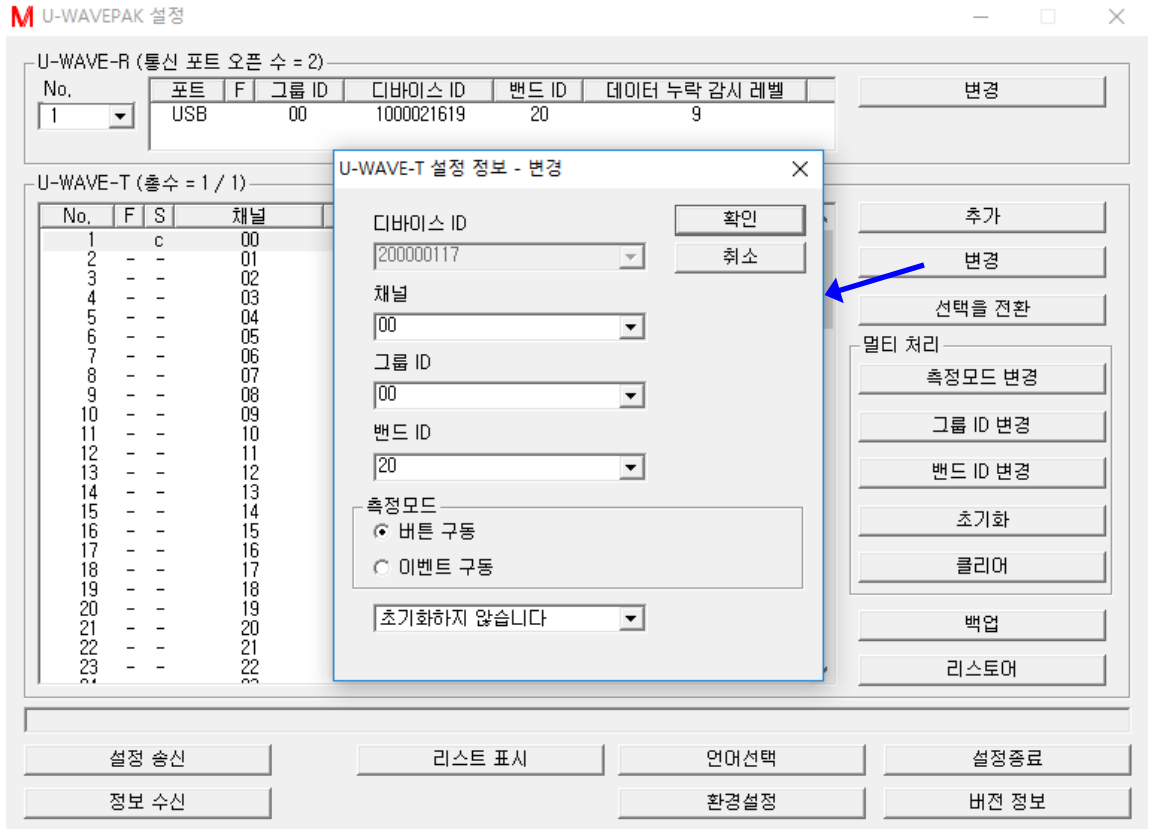 M U-WAVEPAK 설정
U-WAVE-R (통신 포트 오픈 수 = 2)
No.
포트 F 그룹 ID 디바이스 ID 밴드 ID 데이터 누락 감시 레벨
변경
1
USB 00 1000021619 20 9
U-WAVE-T (총수 = 1 / 1)
No. F S 채널
1 c 00
2 - - 01
3 - - 02
4 - - 03
5 - - 04
6 - - 05
7 - - 06
8 - - 07
9 - - 08
10 - - 09
11 - - 10
12 - - 11
13 - - 12
14 - - 13
15 - - 14
16 - - 15
17 - - 16
18 - - 17
19 - - 18
20 - - 19
21 - - 20
22 - - 21
23 - - 22
U-WAVE-T 설정 정보 - 변경
디바이스 ID
200000117
채널
00
그룹 ID
00
밴드 ID
20
측정모드
버튼 구동
이벤트 구동
초기화하지 않습니다
확인
취소
추가
변경
선택을 전환
멀티 처리
측정모드 변경
그룹 ID 변경
밴드 ID 변경
초기화
클리어
백업
리스토어
설정 송신
리스트 표시
언어선택
설정종료
정보 수신
환경설정
버전 정보